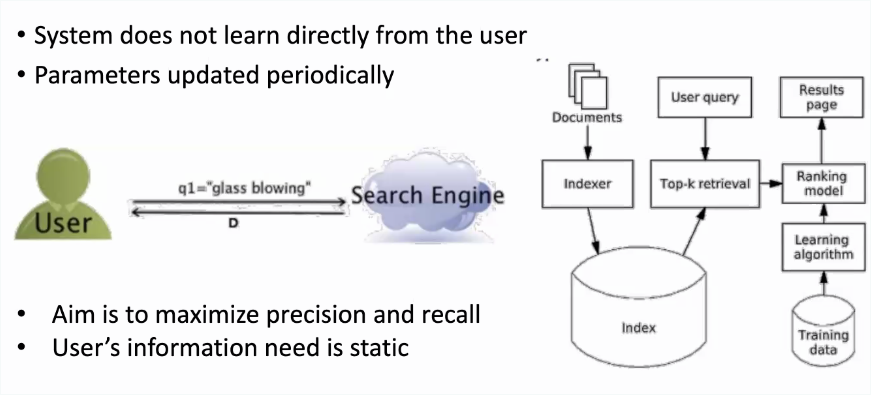 • System does not learn directly from the user
• Parameters updated periodically
User
q1="glass blowing"
D
Search Engine
• Aim is to maximize precision and recall
• User's information need is static
Documents
User query
Results
page
Indexer
Top-k retrieval
Ranking
model
Learning
algorithm
Index
Training
data